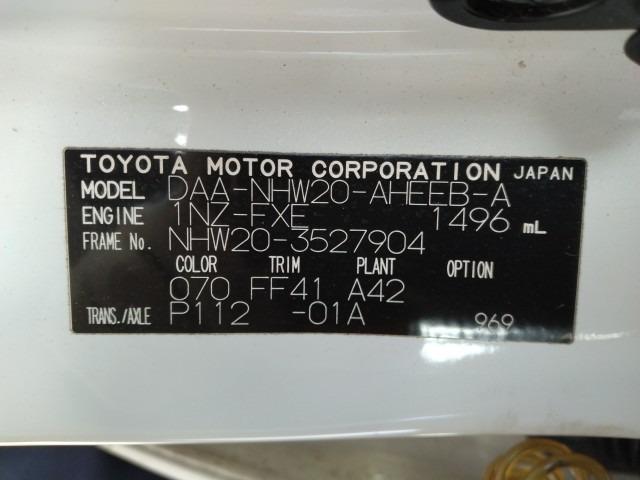 TOYOTA MOTOR CORPORATION JAPAN
MODEL DAA-NHW20-AHEEB-A
ENGINE 1NZ-FXE 1496 mL
FRAME No. NHW20-3527904
COLOR TRIM PLANT OPTION
070 FF41 A42
TRANS./AXLE P112 -01A 969